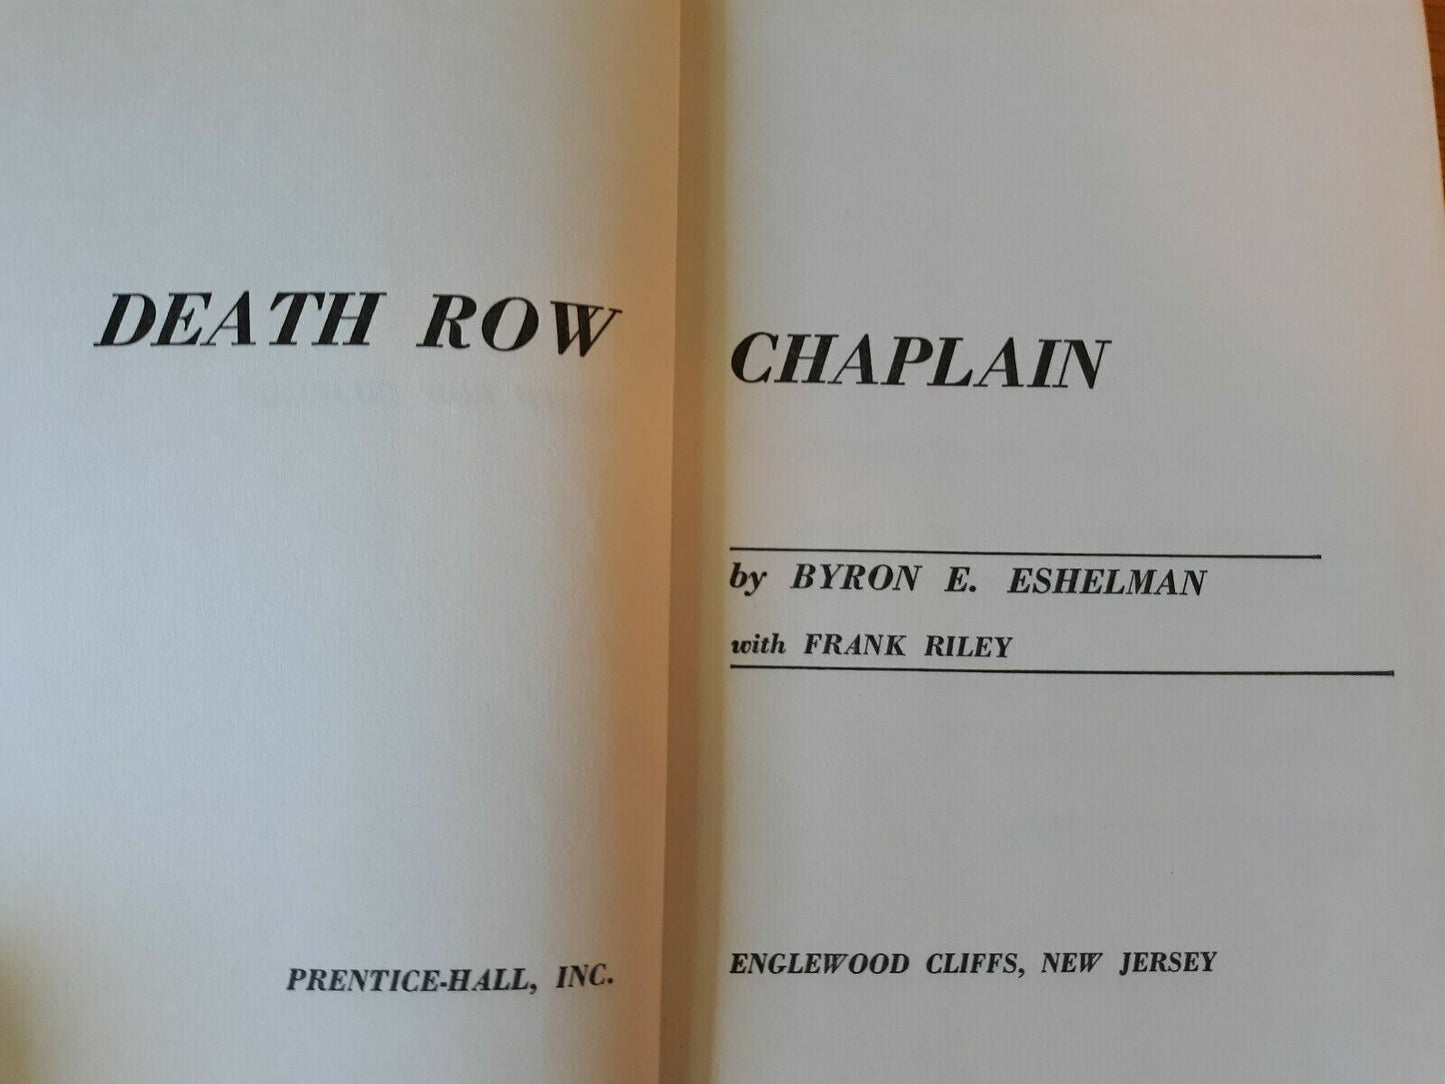 DEATH ROW CHAPLAIN
by BYRON E. ESHELMAN
with FRANK RILEY
PRENTICE-HALL, INC.
ENGLEWOOD CLIFFS, NEW JERSEY